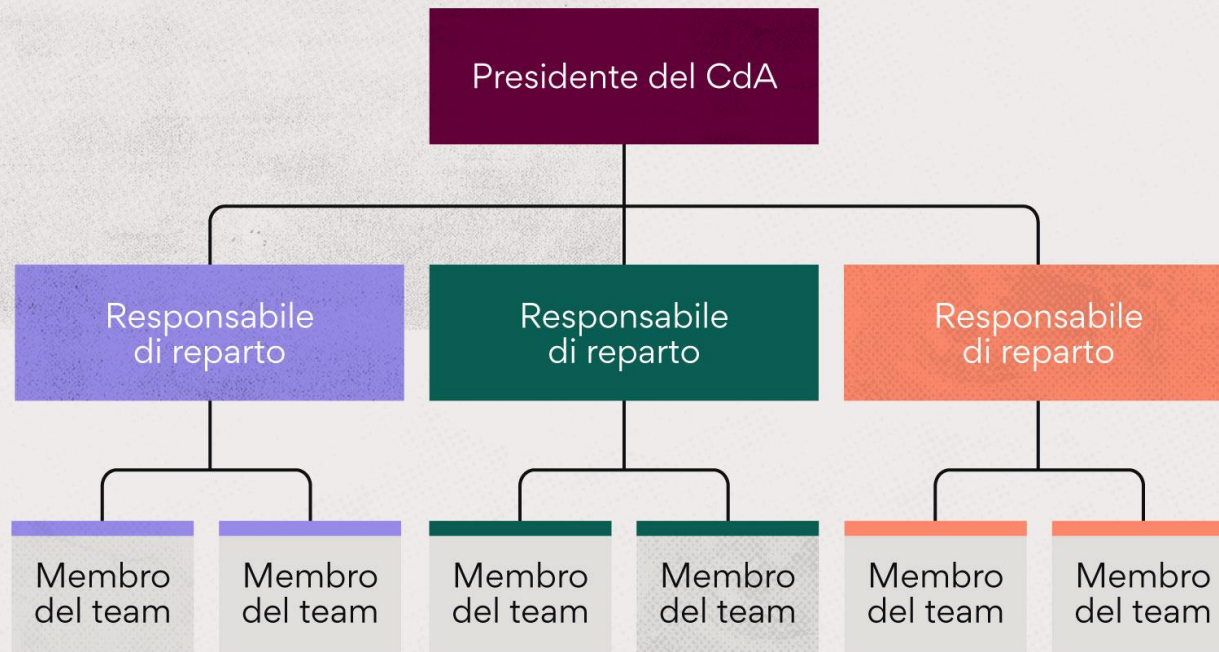 Presidente del CdA
Responsabile
di reparto
Responsabile
di reparto
Responsabile
di reparto
Membro
del team
Membro
del team
Membro
del team
Membro
del team
Membro
del team
Membro
del team